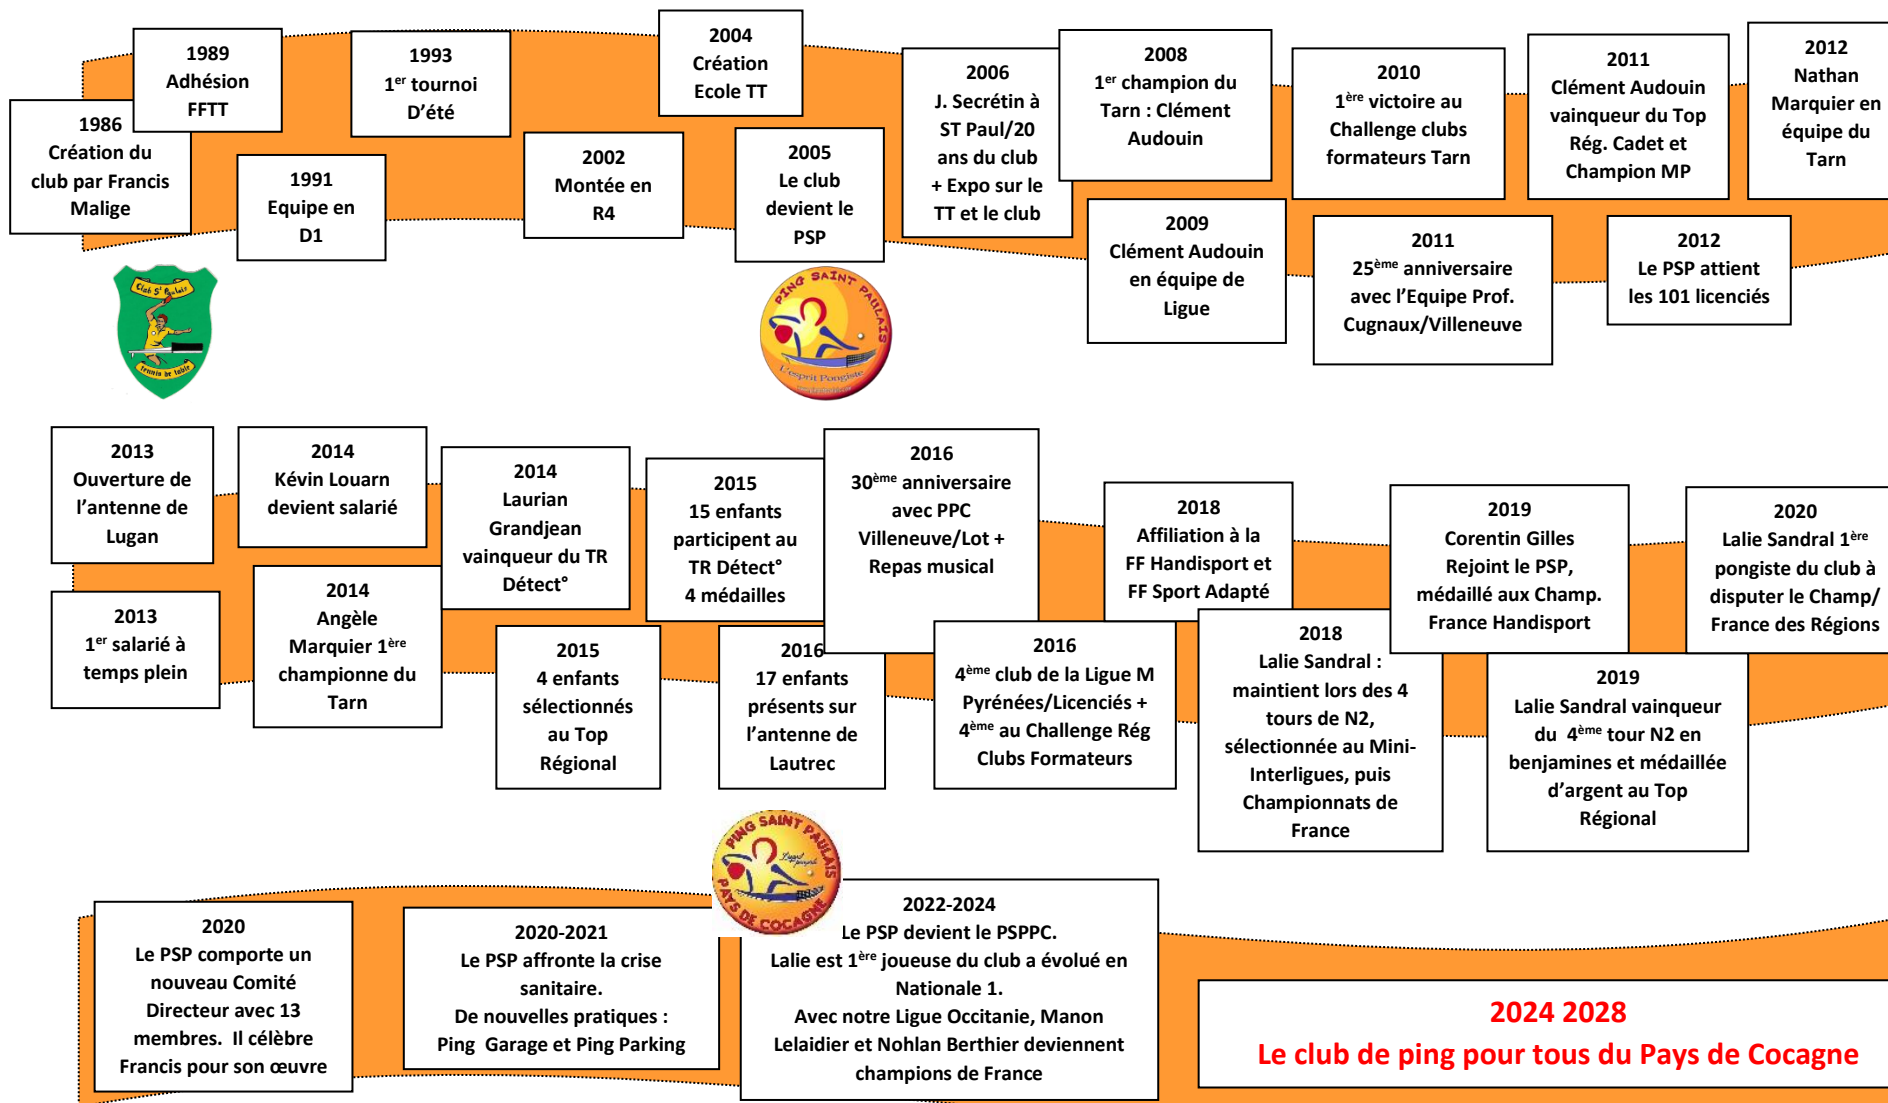 1986
Création du
club par Francis
Malige
1989
Adhésion
FFTT
1991
Equipe en
D1
1993
1er tournoi
D'été
2002
Montée en
R4
2004
Création
Ecole TT
2005
Le club
devient le
PSP
2006
J. Secrétin à
ST Paul/20
ans du club
+ Expo sur le
TT et le club
2008
1er champion du
Tarn : Clément
Audouin
2009
Clément Audouin
en équipe de
Ligue
2010
1ère victoire au
Challenge clubs
formateurs Tarn
2011
25ème anniversaire
avec l'Equipe Prof.
Cugnaux/Villeneuve
2011
Clément Audouin
vainqueur du Top
Rég. Cadet et
Champion MP
2012
Le PSP attient
les 101 licenciés
2012
Nathan
Marquier en
équipe du
Tarn
Club St Paulais
tennis de table
PING SAINT PAULAIS
L'esprit Pongiste
2013
Ouverture de
l'antenne de
Lugan
2013
1er salarié à
temps plein
2014
Kévin Louarn
devient salarié
2014
Angèle
Marquier 1ère
championne du
Tarn
2014
Laurian
Grandjean
vainqueur du TR
Détect°
2015
4 enfants
sélectionnés
au Top
Régional
2015
15 enfants
participent au
TR Détect°
4 médailles
2016
17 enfants
présents sur
l'antenne de
Lautrec
2016
30ème anniversaire
avec PPC
Villeneuve/Lot +
Repas musical
2016
4ème club de la Ligue M
Pyrénées/Licenciés +
4ème au Challenge Rég
Clubs Formateurs
2018
Affiliation à la
FF Handisport et
FF Sport Adapté
2018
Lalie Sandral :
maintient lors des 4
tours de N2,
sélectionnée au Mini-
Interligues, puis
Championnats de
France
2019
Corentin Gilles
Rejoint le PSP,
médaillé aux Champ.
France Handisport
2019
Lalie Sandral vainqueur
du 4ème tour N2 en
benjamines et médaillée
d'argent au Top
Régional
2020
Lalie Sandral 1ère
pongiste du club à
disputer le Champ/
France des Régions
PING SAINT PAULAIS
L'esprit pongiste
PAYS DE COCAGNE
2020
Le PSP comporte un
nouveau Comité
Directeur avec 13
membres. Il célèbre
Francis pour son œuvre
2020-2021
Le PSP affronte la crise
sanitaire.
De nouvelles pratiques :
Ping Garage et Ping Parking
2022-2024
Le PSP devient le PSPPC.
Lalie est 1ère joueuse du club a évolué en
Nationale 1.
Avec notre Ligue Occitanie, Manon
Lelaidier et Nohlan Berthier deviennent
champions de France
2024 2028
Le club de ping pour tous du Pays de Cocagne